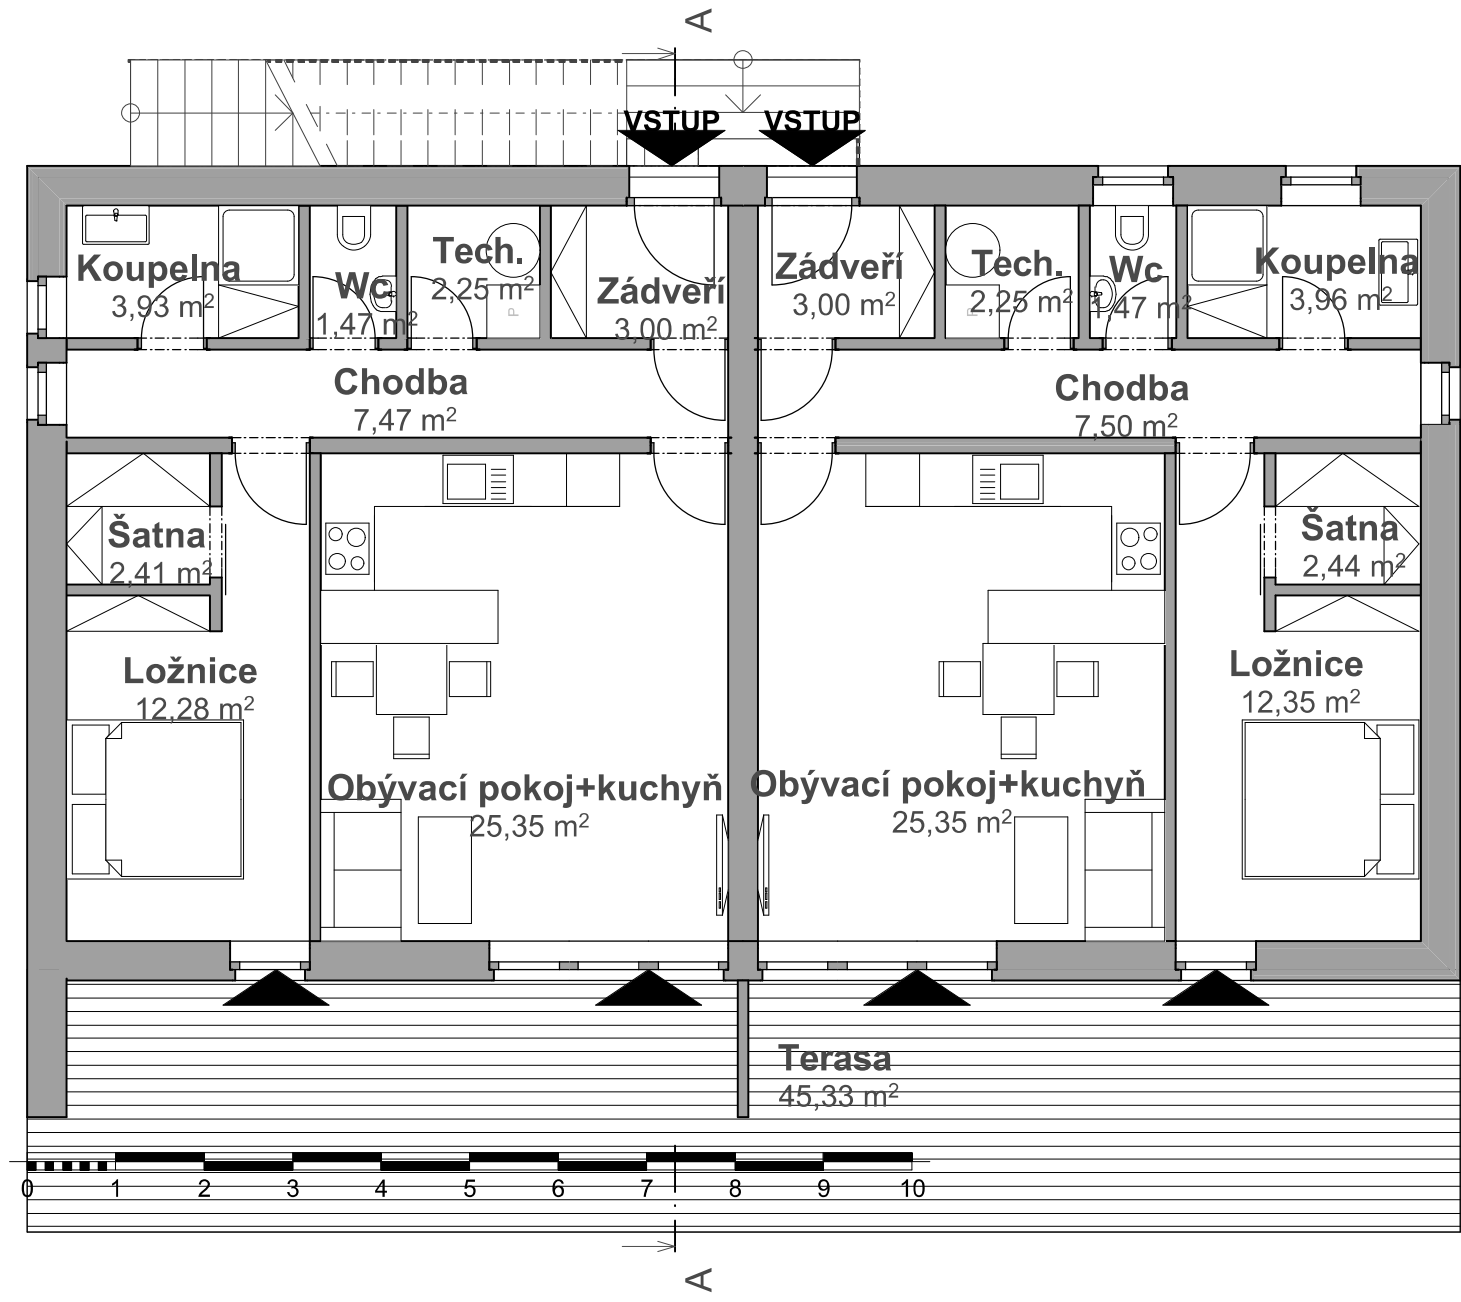 A
VSTUP
VSTUP
Koupelna
3,93 m²
Wc
1,47 m²
Tech.
2,25 m²
P
Zádveří
3,00 m²
Zádveří
3,00 m²
Tech.
2,25 m²
P
Wc
1,47 m²
Koupelna
3,96 m²
Chodba
7,47 m²
Chodba
7,50 m²
Šatna
2,41 m²
Šatna
2,44 m²
Ložnice
12,28 m²
Ložnice
12,35 m²
Obývací pokoj+kuchyň
25,35 m²
Obývací pokoj+kuchyň
25,35 m²
Terasa
45,33 m²
0 1 2 3 4 5 6 7 8 9 10
A